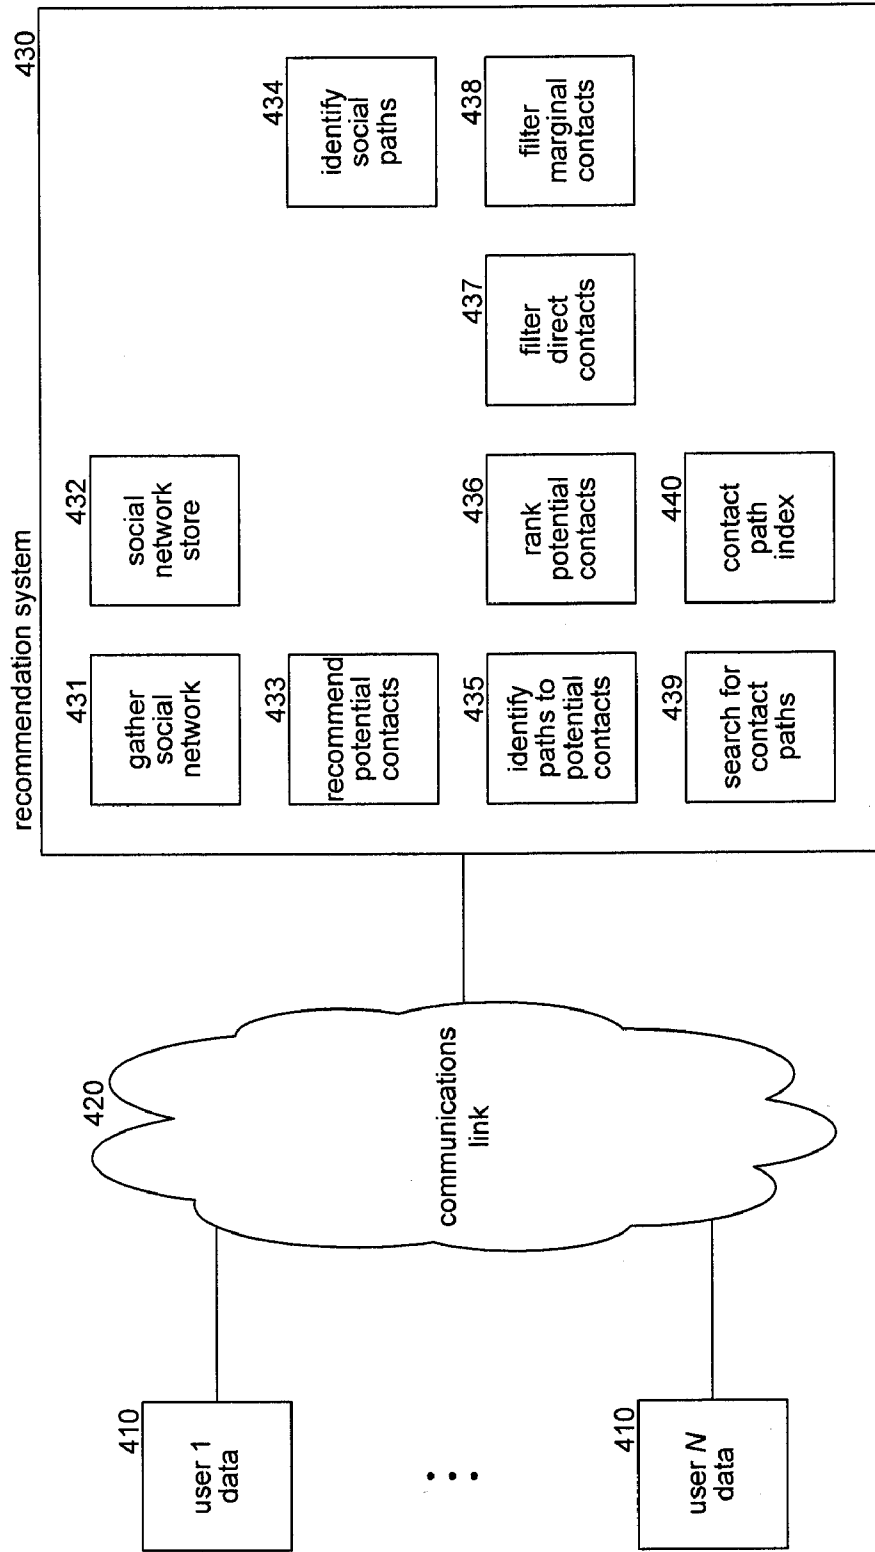 recommendation system
430
431
gather
social
network
432
social
network
store
433
recommend
potential
contacts
434
identify
social
paths
435
identify
paths to
potential
contacts
436
rank
potential
contacts
437
filter
direct
contacts
438
filter
marginal
contacts
439
search for
contact
paths
440
contact
path
index
420
communications
link
410
user 1
data
...
410
user N
data